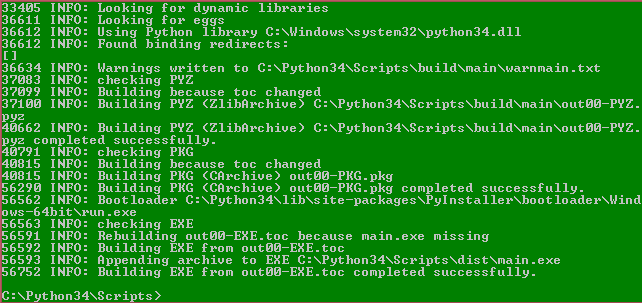 33405 INFO: Looking for dynamic libraries
36611 INFO: Looking for eggs
36612 INFO: Using Python library C:\Windows\system32\python34.dll
36612 INFO: Found binding redirects:
[]
36634 INFO: Warnings written to C:\Python34\Scripts\build\main\warnmain.txt
37083 INFO: checking PYZ
37099 INFO: Building because toc changed
37100 INFO: Building PYZ (ZlibArchive) C:\Python34\Scripts\build\main\out00-PYZ.
pyz
40662 INFO: Building PYZ (ZlibArchive) C:\Python34\Scripts\build\main\out00-PYZ.
pyz completed successfully.
40791 INFO: checking PKG
40815 INFO: Building because toc changed
40815 INFO: Building PKG (CArchive) out00-PKG.pkg
56290 INFO: Building PKG (CArchive) out00-PKG.pkg completed successfully.
56562 INFO: Bootloader C:\Python34\lib\site-packages\PyInstaller\bootloader\Wind
ows-64bit\run.exe
56563 INFO: checking EXE
56591 INFO: Rebuilding out00-EXE.toc because main.exe missing
56592 INFO: Building EXE from out00-EXE.toc
56593 INFO: Appending archive to EXE C:\Python34\Scripts\dist\main.exe
56752 INFO: Building EXE from out00-EXE.toc completed successfully.
C:\Python34\Scripts>